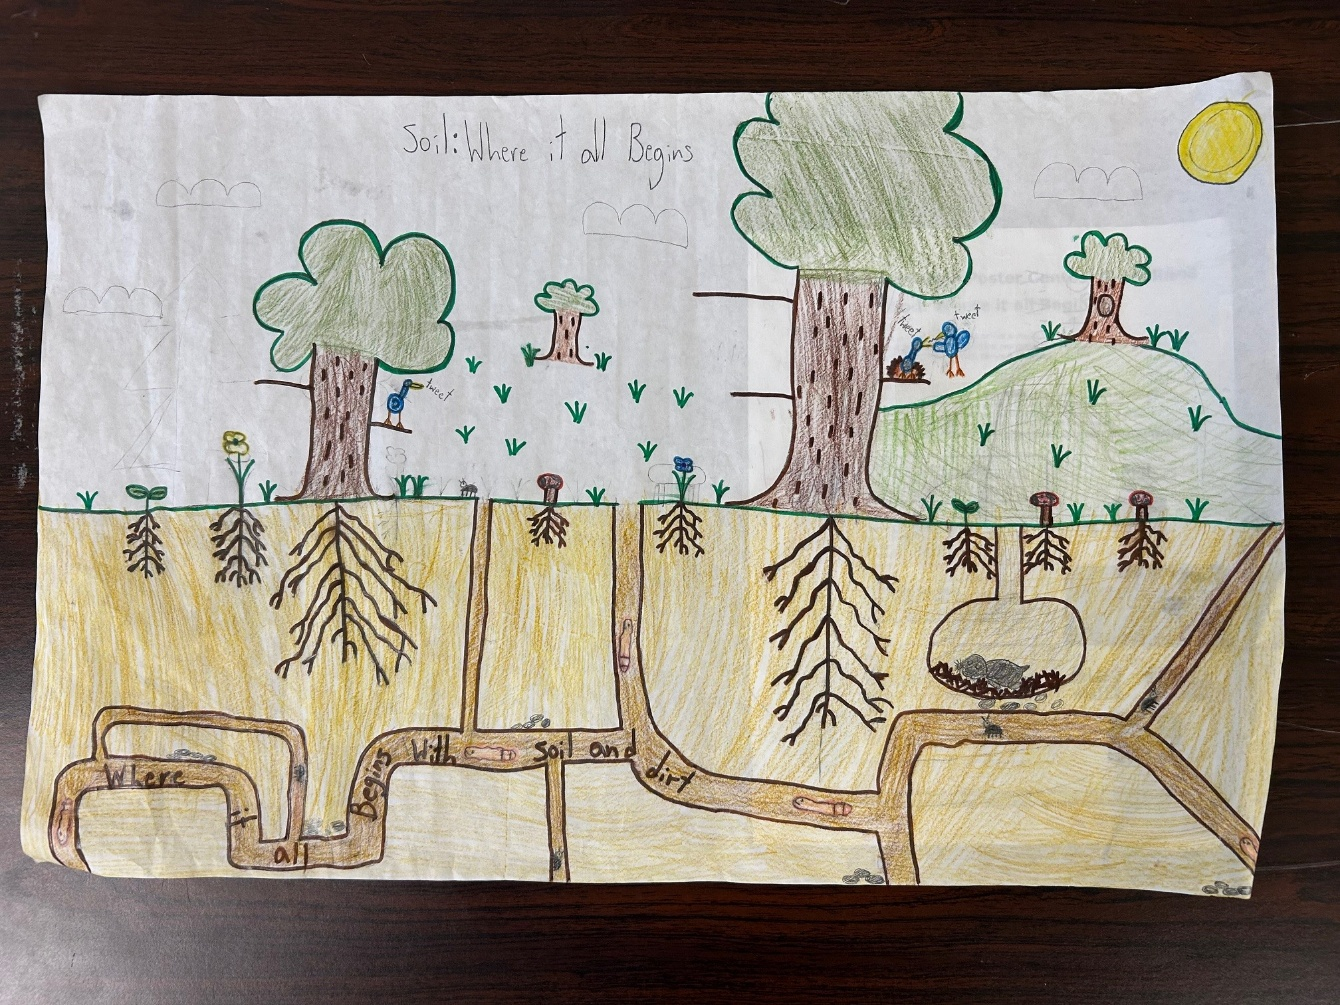 Soil: Where it all Begins
tweet
tweet
tweet
Where it all Begins With soil and dirt